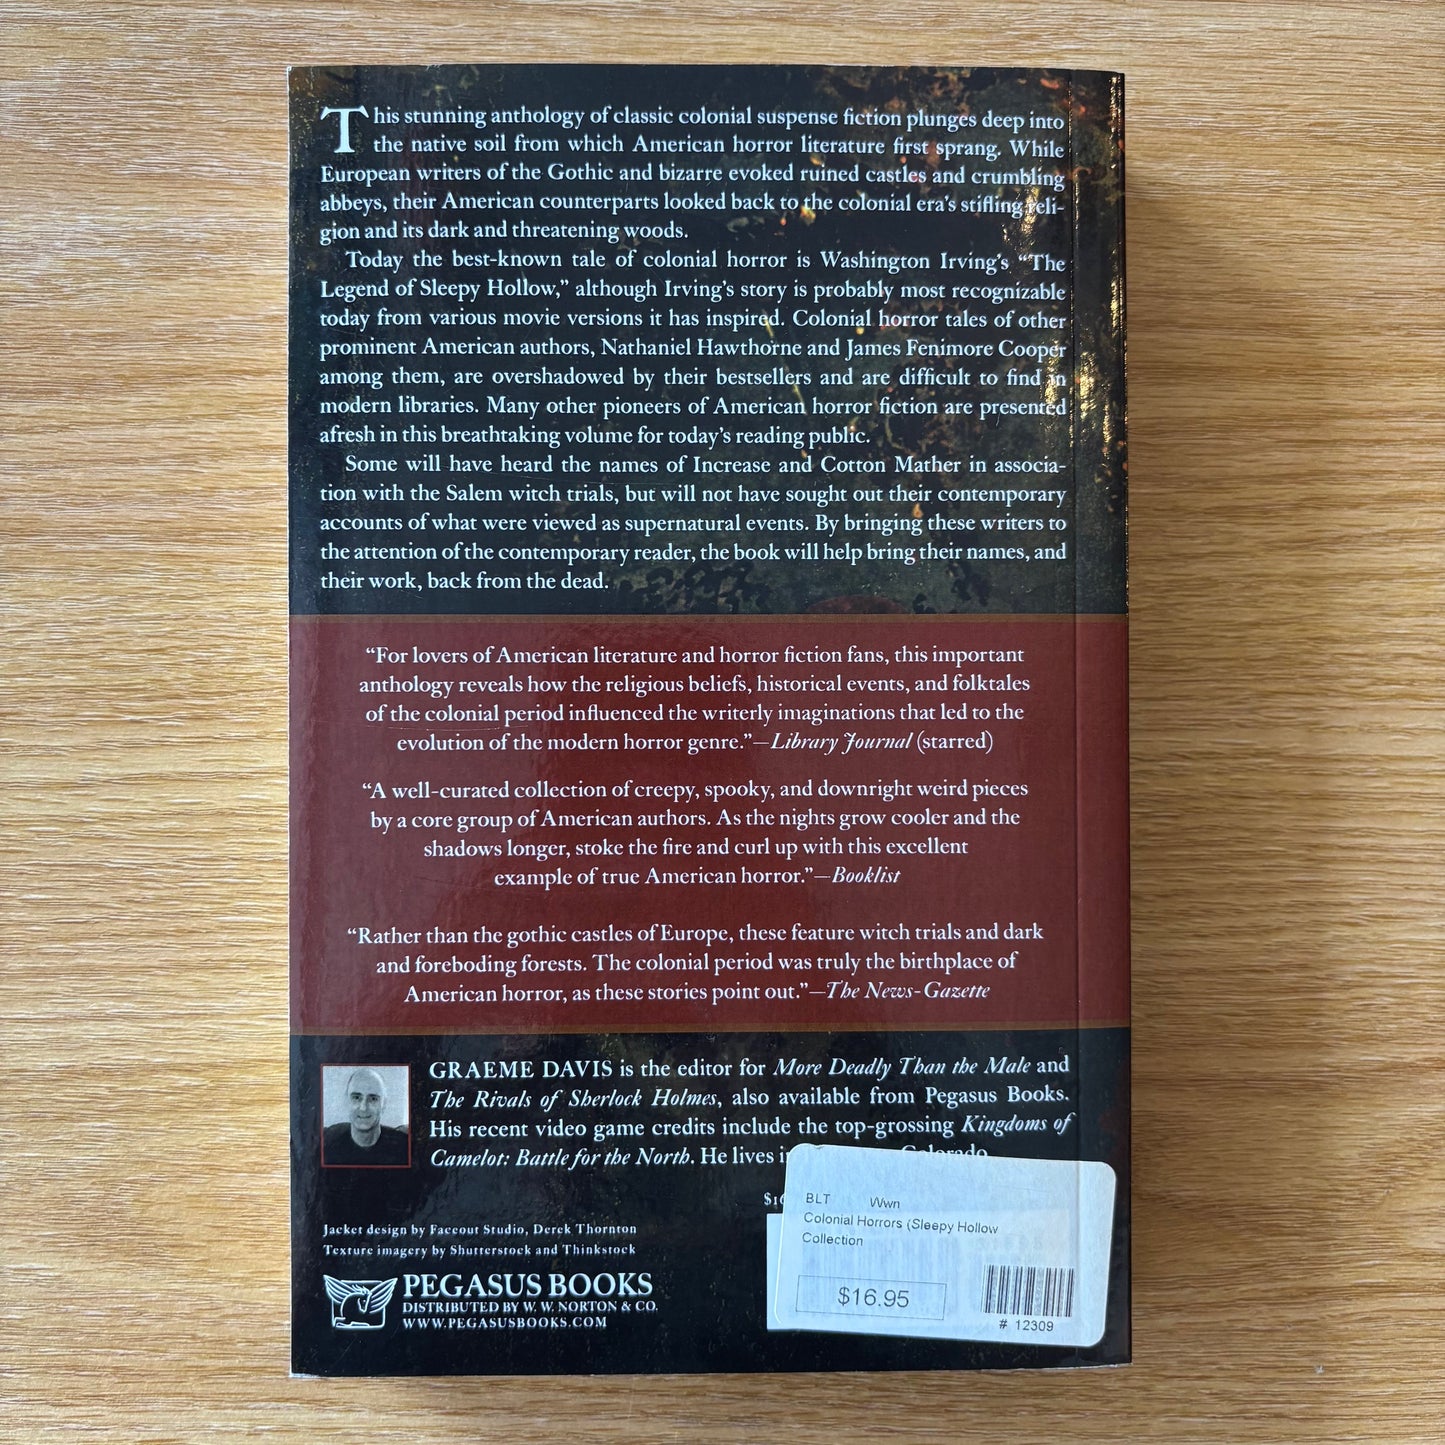 This stunning anthology of classic colonial suspense fiction plunges deep into
the native soil from which American horror literature first sprang. While
European writers of the Gothic and bizarre evoked ruined castles and crumbling
abbeys, their American counterparts looked back to the colonial era's stifling reli-
gion and its dark and threatening woods.
Today the best-known tale of colonial horror is Washington Irving's “The
Legend of Sleepy Hollow,” although Irving's story is probably most recognizable
today from various movie versions it has inspired. Colonial horror tales of other
prominent American authors, Nathaniel Hawthorne and James Fenimore Cooper
among them, are overshadowed by their bestsellers and are difficult to find in
modern libraries. Many other pioneers of American horror fiction are presented
afresh in this breathtaking volume for today's reading public.
Some will have heard the names of Increase and Cotton Mather in associa-
tion with the Salem witch trials, but will not have sought out their contemporary
accounts of what were viewed as supernatural events. By bringing these writers to
the attention of the contemporary reader, the book will help bring their names, and
their work, back from the dead.
“For lovers of American literature and horror fiction fans, this important
anthology reveals how the religious beliefs, historical events, and folktales
of the colonial period influenced the writerly imaginations that led to the
evolution of the modern horror genre.”—Library Journal (starred)
“A well-curated collection of creepy, spooky, and downright weird pieces
by a core group of American authors. As the nights grow cooler and the
shadows longer, stoke the fire and curl up with this excellent
example of true American horror.”—Booklist
“Rather than the gothic castles of Europe, these feature witch trials and dark
and foreboding forests. The colonial period was truly the birthplace of
American horror, as these stories point out.”—The News-Gazette
GRAEME DAVIS is the editor for More Deadly Than the Male and
The Rivals of Sherlock Holmes, also available from Pegasus Books.
His recent video game credits include the top-grossing Kingdoms of
Camelot: Battle for the North. He lives in Colorado.
Jacket design by Faceout Studio, Derek Thornton
Texture imagery by Shutterstock and Thinkstock
PEGASUS BOOKS
DISTRIBUTED BY W. W. NORTON & CO.
WWW.PEGASUSBOOKS.COM
BLT Wwn
Colonial Horrors (Sleepy Hollow
Collection
$16.95
# 12309